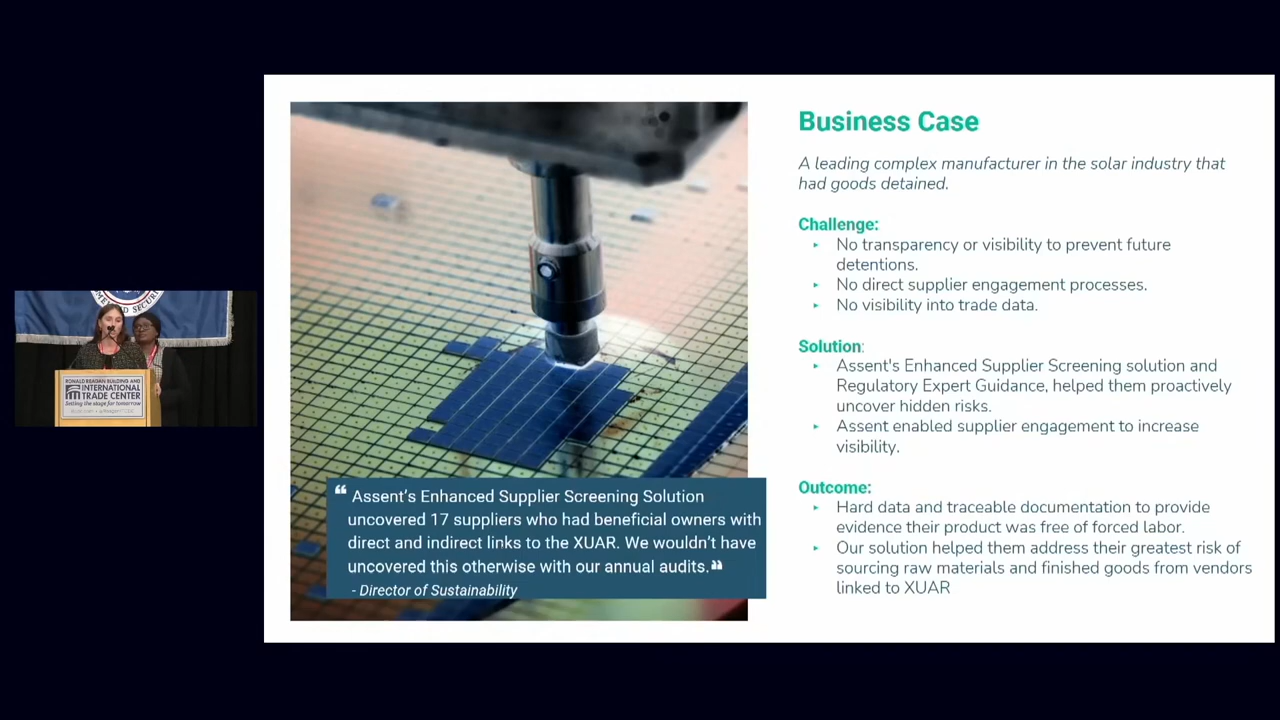 Business Case
A leading complex manufacturer in the solar industry that
had goods detained.
Challenge:
No transparency or visibility to prevent future
detentions.
No direct supplier engagement processes.
No visibility into trade data.
Solution:
Assent's Enhanced Supplier Screening solution and
Regulatory Expert Guidance, helped them proactively
uncover hidden risks.
Assent enabled supplier engagement to increase
visibility.
Outcome:
Hard data and traceable documentation to provide
evidence their product was free of forced labor.
Our solution helped them address their greatest risk of
sourcing raw materials and finished goods from vendors
linked to XUAR
“ Assent’s Enhanced Supplier Screening Solution
uncovered 17 suppliers who had beneficial owners with
direct and indirect links to the XUAR. We wouldn’t have
uncovered this otherwise with our annual audits.”
- Director of Sustainability
RONALD REAGAN BUILDING AND
INTERNATIONAL
TRADE CENTER
Setting the stage for tomorrow